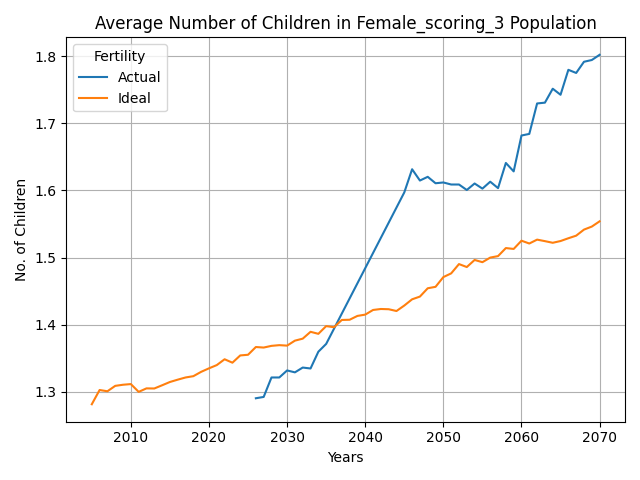 Average Number of Children in Female_scoring_3 Population
Fertility
Actual
Ideal
No. of Children
1.8
1.7
1.6
1.5
1.4
1.3
2010 2020 2030 2040 2050 2060 2070
Years